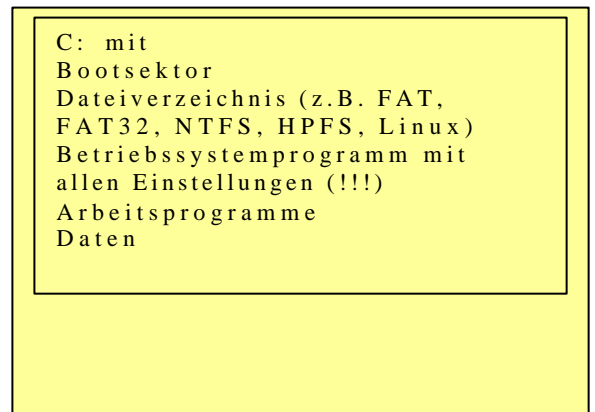 C: mit
Bootsektor
Dateiverzeichnis (z.B. FAT,
FAT32, NTFS, HPFS, Linux)
Betriebssystemprogramm mit
allen Einstellungen (!!!)
Arbeitsprogramme
Daten